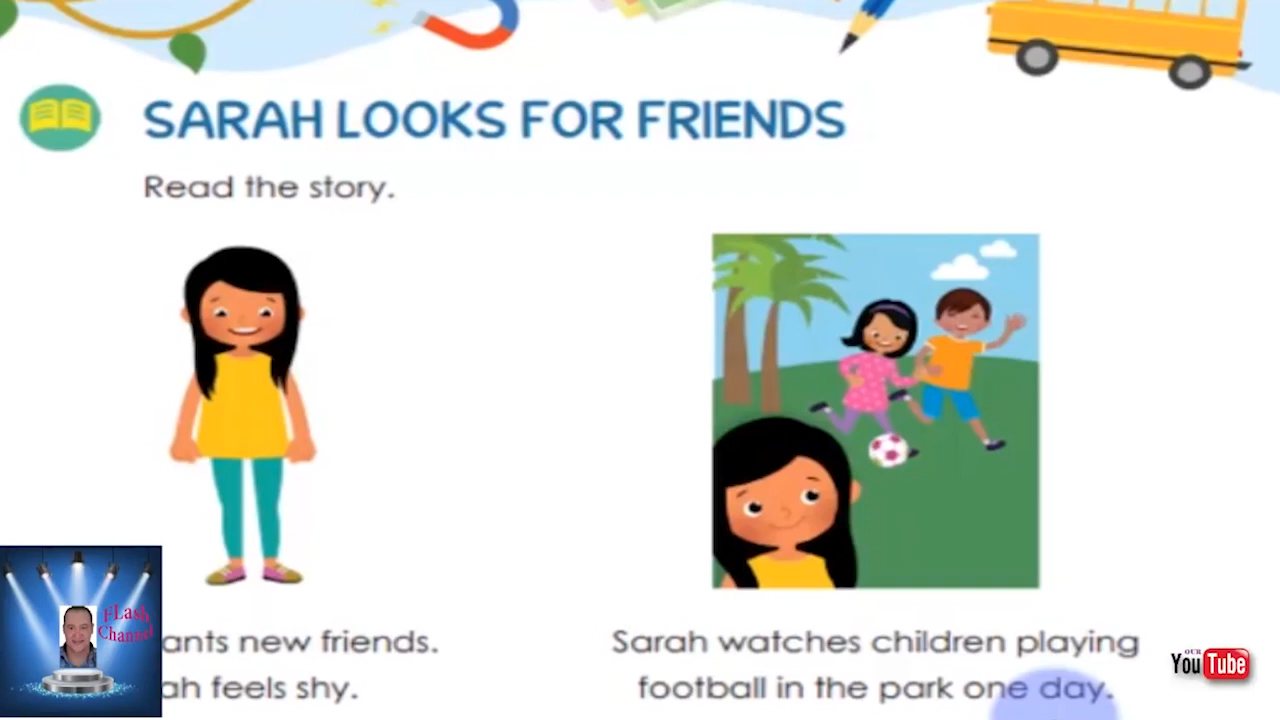 SARAH LOOKS FOR FRIENDS
Read the story.
ants new friends.
ah feels shy.
Sarah watches children playing
football in the park one day.
FLash
Channel
OUR
YouTube